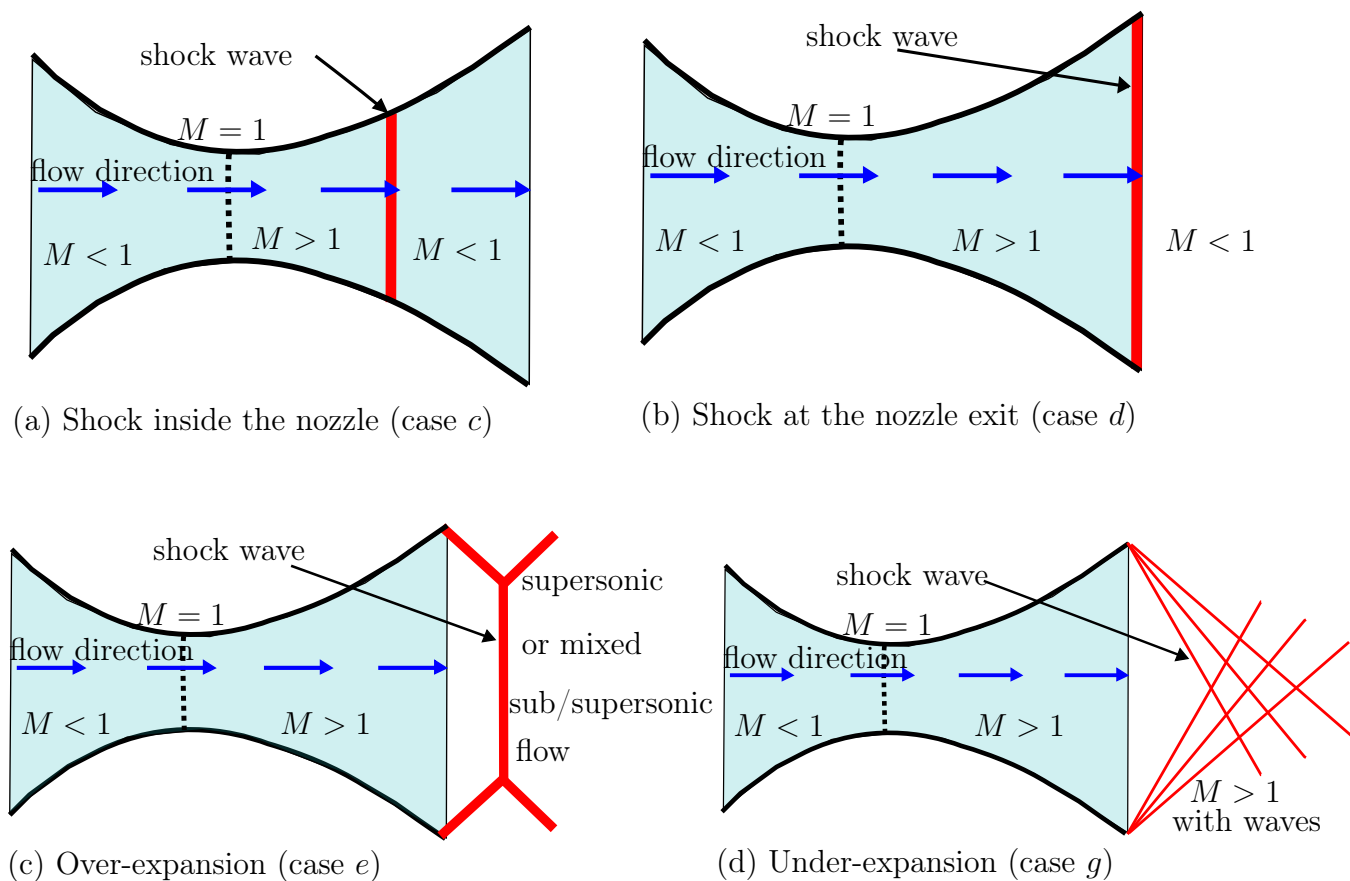 shock wave
M = 1
flow direction
M < 1
M > 1
M < 1
(a) Shock inside the nozzle (case c)
shock wave
M = 1
flow direction
M < 1
M > 1
M < 1
(b) Shock at the nozzle exit (case d)
shock wave
M = 1
flow direction
M < 1
M > 1
supersonic
or mixed
sub/supersonic
flow
(c) Over-expansion (case e)
shock wave
M = 1
flow direction
M < 1
M > 1
M > 1
with waves
(d) Under-expansion (case g)